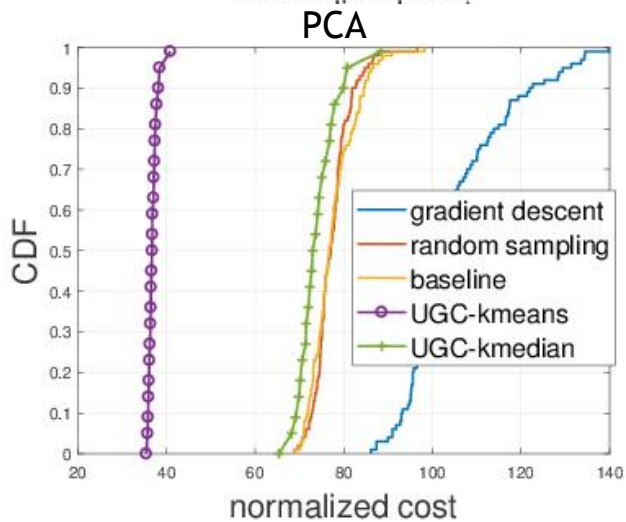 PCA
1
0.9
0.8
0.7
0.6
0.5
0.4
0.3
0.2
0.1
0
CDF
gradient descent
random sampling
baseline
UGC-kmeans
UGC-kmedian
20 40 60 80 100 120 140
normalized cost